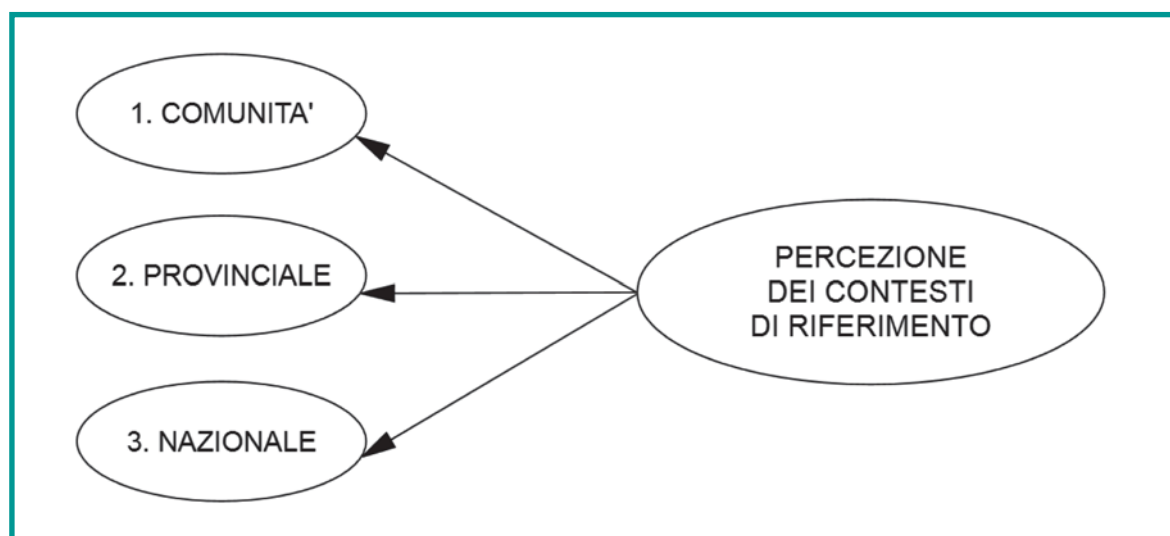 1. COMUNITA'
2. PROVINCIALE
3. NAZIONALE
PERCEZIONE
DEI CONTESTI
DI RIFERIMENTO